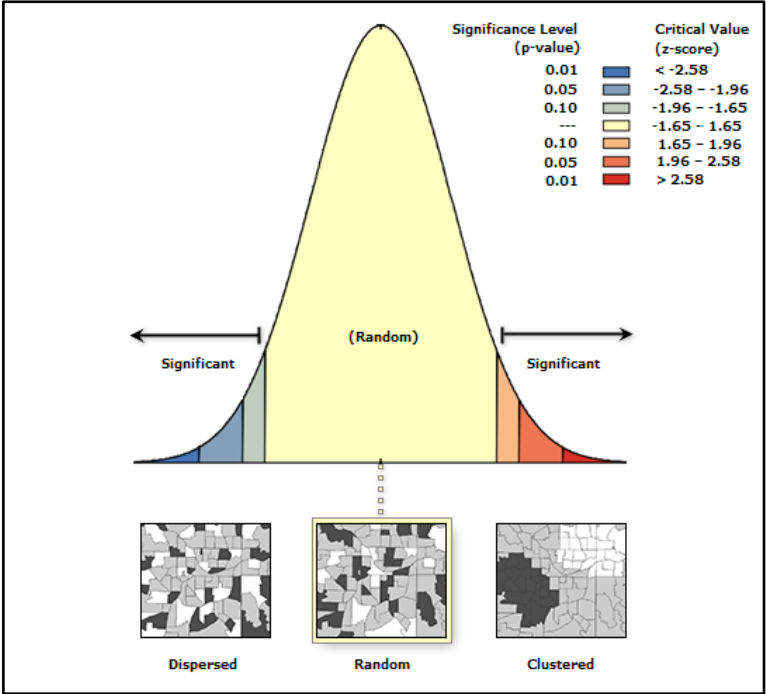 Significance Level Critical Value
(p-value) (z-score)
0.01 < -2.58
0.05 -2.58 – -1.96
0.10 -1.96 – -1.65
--- -1.65 – 1.65
0.10 1.65 – 1.96
0.05 1.96 – 2.58
0.01 > 2.58
(Random)
Significant Significant
Dispersed Random Clustered